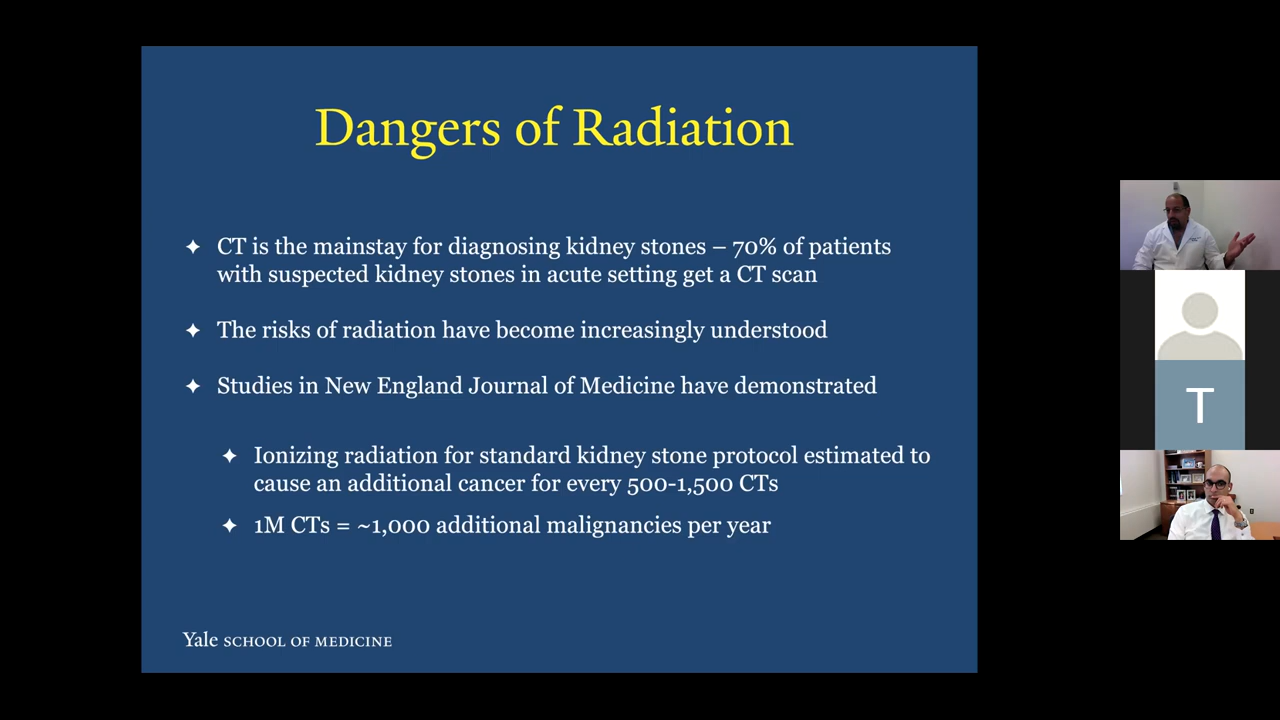 Dangers of Radiation
✦ CT is the mainstay for diagnosing kidney stones – 70% of patients
with suspected kidney stones in acute setting get a CT scan
✦ The risks of radiation have become increasingly understood
✦ Studies in New England Journal of Medicine have demonstrated
✦ Ionizing radiation for standard kidney stone protocol estimated to
cause an additional cancer for every 500-1,500 CTs
✦ 1M CTs = ~1,000 additional malignancies per year
Yale SCHOOL OF MEDICINE
T